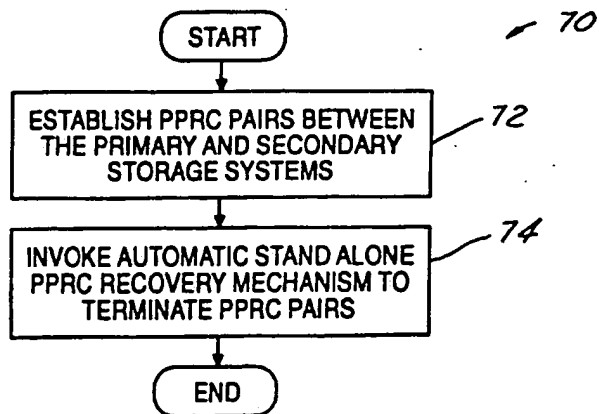 START
70
ESTABLISH PPRC PAIRS BETWEEN
THE PRIMARY AND SECONDARY
STORAGE SYSTEMS
72
INVOKE AUTOMATIC STAND ALONE
PPRC RECOVERY MECHANISM TO
TERMINATE PPRC PAIRS
74
END